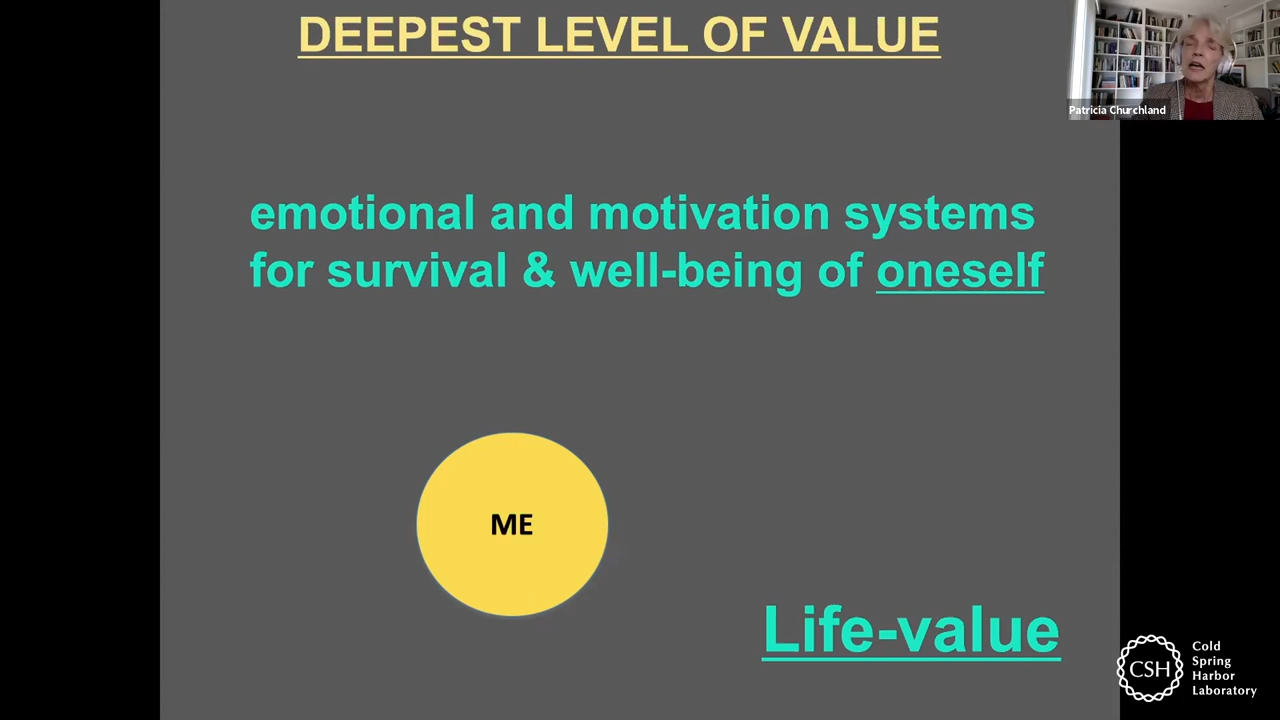 DEEPEST LEVEL OF VALUE
Patricia Churchland
emotional and motivation systems
for survival & well-being of oneself
ME
Life-value
CSH
Cold
Spring
Harbor
Laboratory